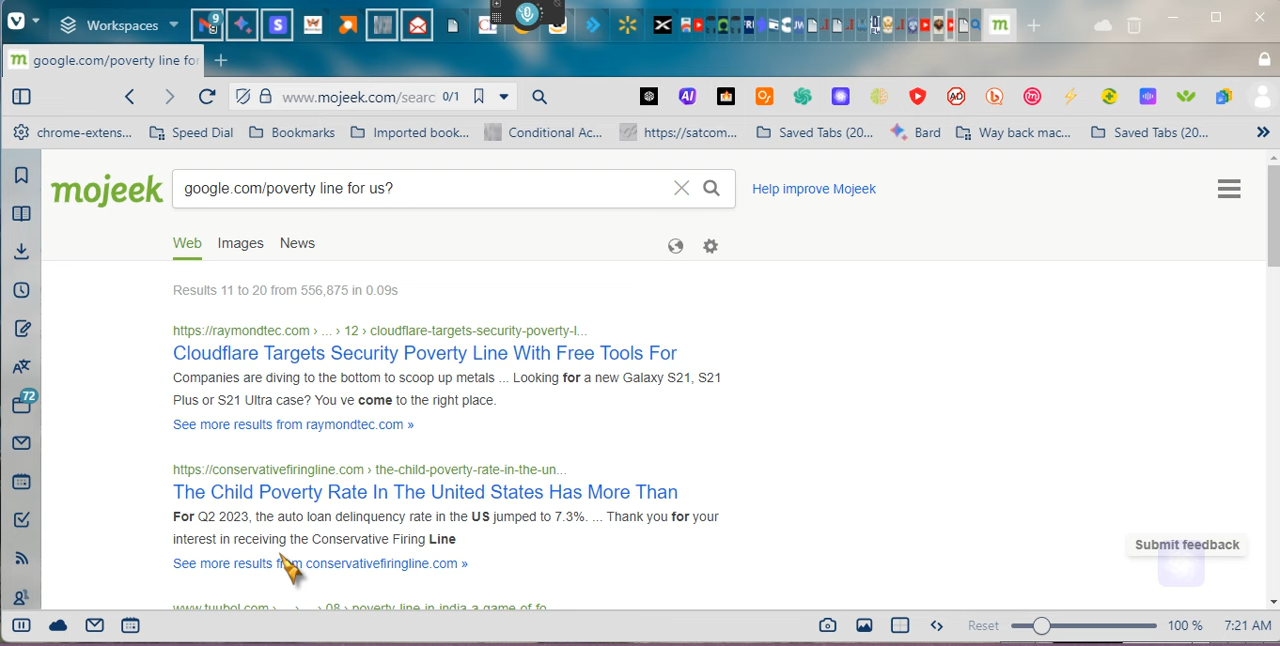 9
Workspaces
google.com/poverty line for
www.mojeek.com/searc 0/1
chrome-extens...
Speed Dial
Bookmarks
Imported book...
Conditional Ac...
https://satcom...
Saved Tabs (20...
Bard
Way back mac...
Saved Tabs (20...
mojeek
google.com/poverty line for us?
Help improve Mojeek
Web
Images
News
Results 11 to 20 from 556,875 in 0.09s
https://raymondtec.com › ... › 12 › cloudflare-targets-security-poverty-l...
Cloudflare Targets Security Poverty Line With Free Tools For
Companies are diving to the bottom to scoop up metals ... Looking for a new Galaxy S21, S21
Plus or S21 Ultra case? You ve come to the right place.
See more results from raymondtec.com »
72
https://conservativefiringline.com › the-child-poverty-rate-in-the-un...
The Child Poverty Rate In The United States Has More Than
For Q2 2023, the auto loan delinquency rate in the US jumped to 7.3%. ... Thank you for your
interest in receiving the Conservative Firing Line
See more results from conservativefiringline.com »
Submit feedback
Reset
100 %
7:21 AM